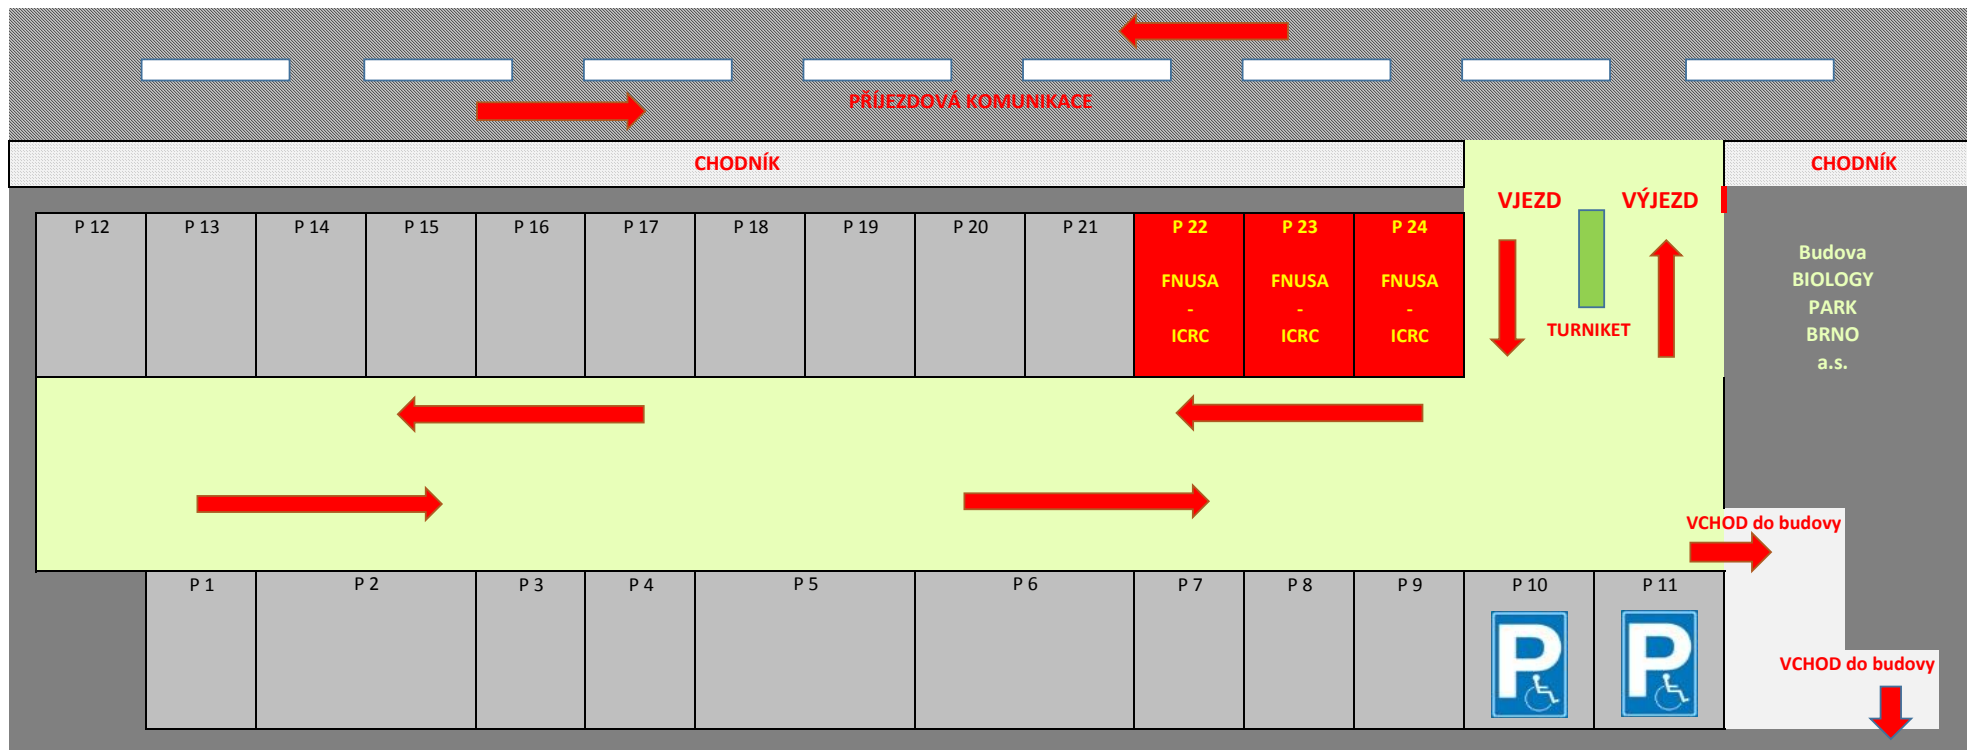 PŘÍJEZDOVÁ KOMUNIKACE
CHODNÍK
CHODNÍK
VJEZD
VÝJEZD
TURNIKET
P 12
P 13
P 14
P 15
P 16
P 17
P 18
P 19
P 20
P 21
P 22
FNUSA
-
ICRC
P 23
FNUSA
-
ICRC
P 24
FNUSA
-
ICRC
Budova
BIOLOGY
PARK
BRNO
a.s.
VCHOD do budovy
P 1
P 2
P 3
P 4
P 5
P 6
P 7
P 8
P 9
P 10
P
P 11
P
VCHOD do budovy